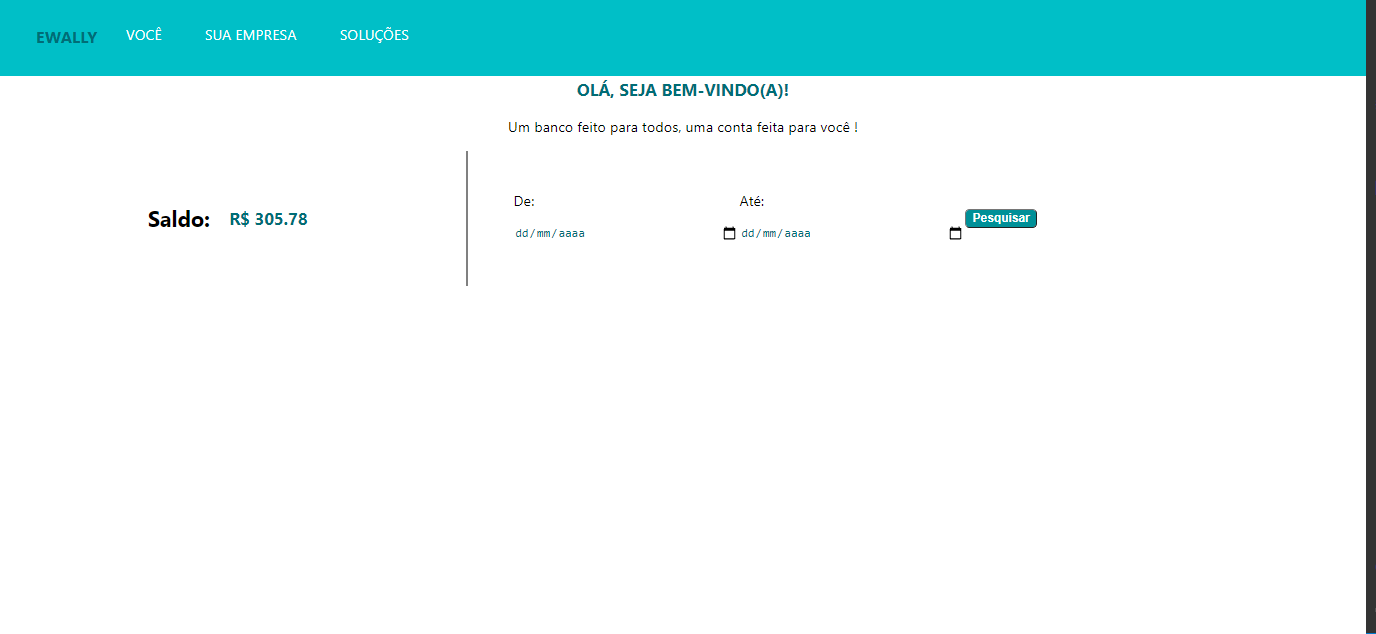 EWALLY VOCÊ SUA EMPRESA SOLUÇÕES
OLÁ, SEJA BEM-VINDO(A)!
Um banco feito para todos, uma conta feita para você !
Saldo: R$ 305.78
De: Até:
dd/mm/aaaa dd/mm/aaaa
Pesquisar